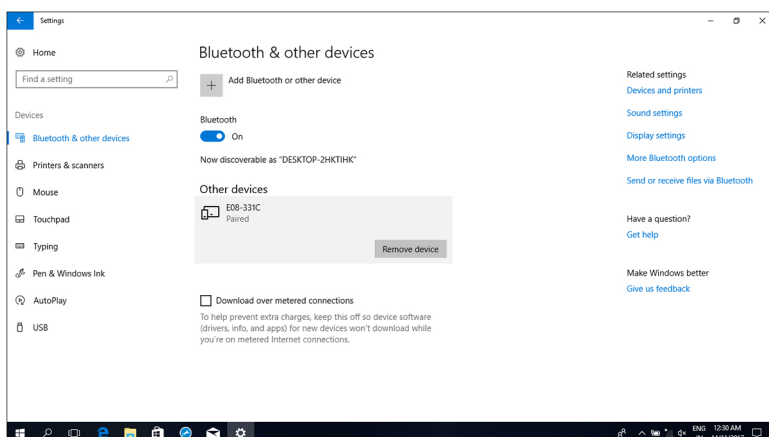 Settings
Home
Find a setting
Devices
Bluetooth & other devices
Printers & scanners
Mouse
Touchpad
Typing
Pen & Windows Ink
AutoPlay
USB
Bluetooth & other devices
Add Bluetooth or other device
Bluetooth
On
Now discoverable as "DESKTOP-2HKTIHK"
Other devices
E08-331C
Paired
Remove device
Download over metered connections
To help prevent extra charges, keep this off so device software
(drivers, info, and apps) for new devices won't download while
you're on metered Internet connections.
Related settings
Devices and printers
Sound settings
Display settings
More Bluetooth options
Send or receive files via Bluetooth
Have a question?
Get help
Make Windows better
Give us feedback
ENG 12:30 AM